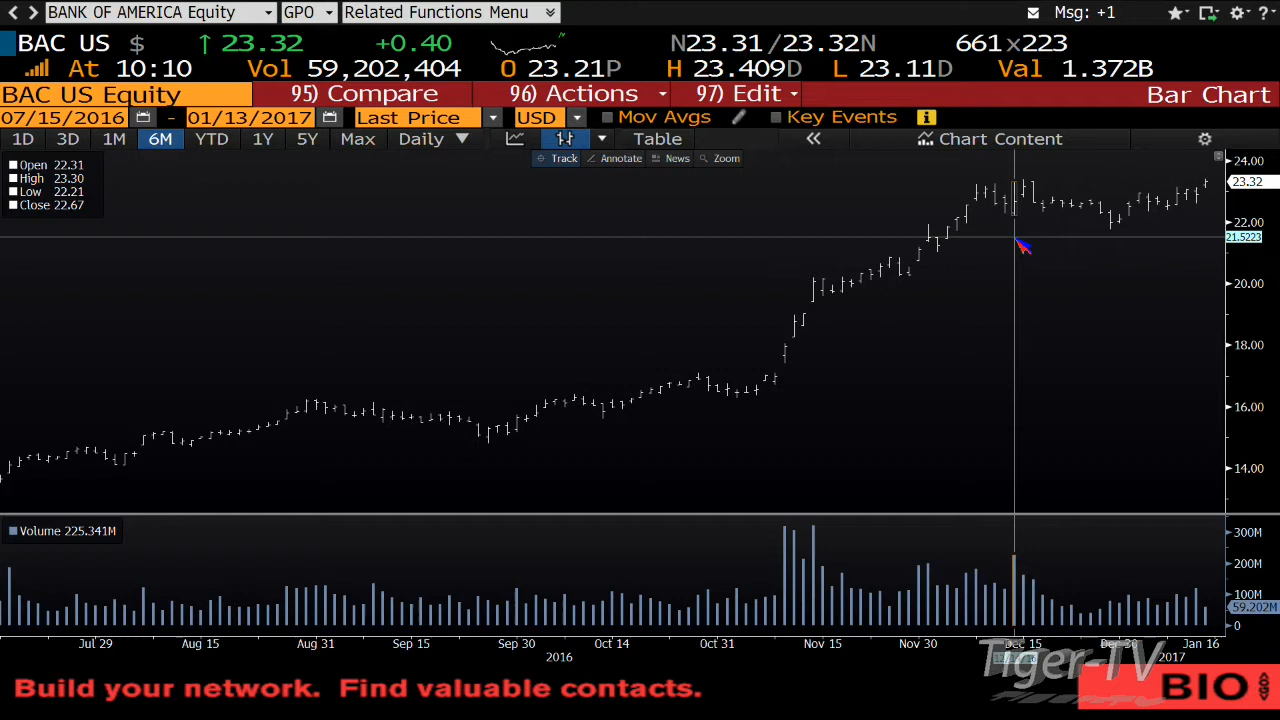 BANK OF AMERICA Equity GPO Related Functions Menu Msg: +1
BAC US $ ↑ 23.32 +0.40 N23.31/23.32N 661x223
At 10:10 Vol 59,202,404 O 23.21P H 23.409D L 23.11D Val 1.372B
BAC US Equity 95) Compare 96) Actions 97) Edit Bar Chart
07/15/2016 - 01/13/2017 Last Price USD Mov Avgs Key Events
1D 3D 1M 6M YTD 1Y 5Y Max Daily Table Chart Content
Track Annotate News Zoom
Open 22.31
High 23.30
Low 22.21
Close 22.67
24.00
23.32
22.00
21.5223
20.00
18.00
16.00
14.00
Volume 225.341M
300M
200M
100M
59.202M
0
Jul 29 Aug 15 Aug 31 Sep 15 Sep 30 Oct 14 Oct 31 Nov 15 Nov 30 Dec 15 Dec 30 Jan 16
2016 2017
Tiger-TV
Build your network. Find valuable contacts. BIO